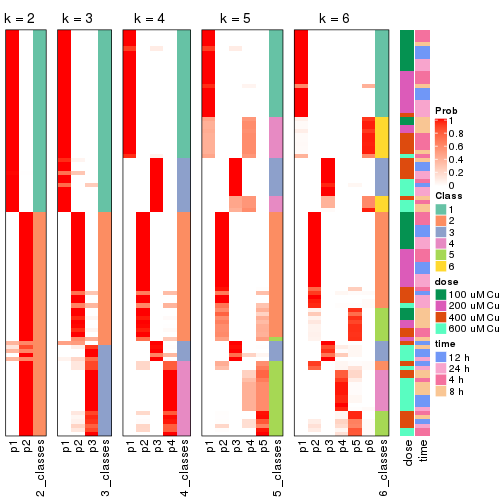 k = 2 k = 3 k = 4 k = 5 k = 6
Prob
1
0.8
0.6
0.4
0.2
0
Class
1
2
3
4
5
6
dose
100 uM Cu
200 uM Cu
400 uM Cu
600 uM Cu
time
12 h
24 h
4 h
8 h
p1 p2 2_classes p1 p2 p3 3_classes p1 p2 p3 p4 4_classes p1 p2 p3 p4 p5 5_classes p1 p2 p3 p4 p5 p6 6_classes dose time